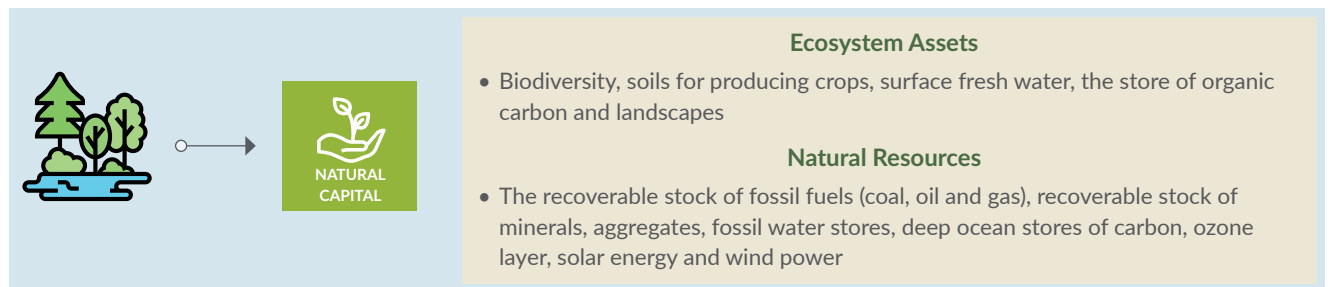 NATURAL
CAPITAL
Ecosystem Assets
• Biodiversity, soils for producing crops, surface fresh water, the store of organic
carbon and landscapes
Natural Resources
• The recoverable stock of fossil fuels (coal, oil and gas), recoverable stock of
minerals, aggregates, fossil water stores, deep ocean stores of carbon, ozone
layer, solar energy and wind power